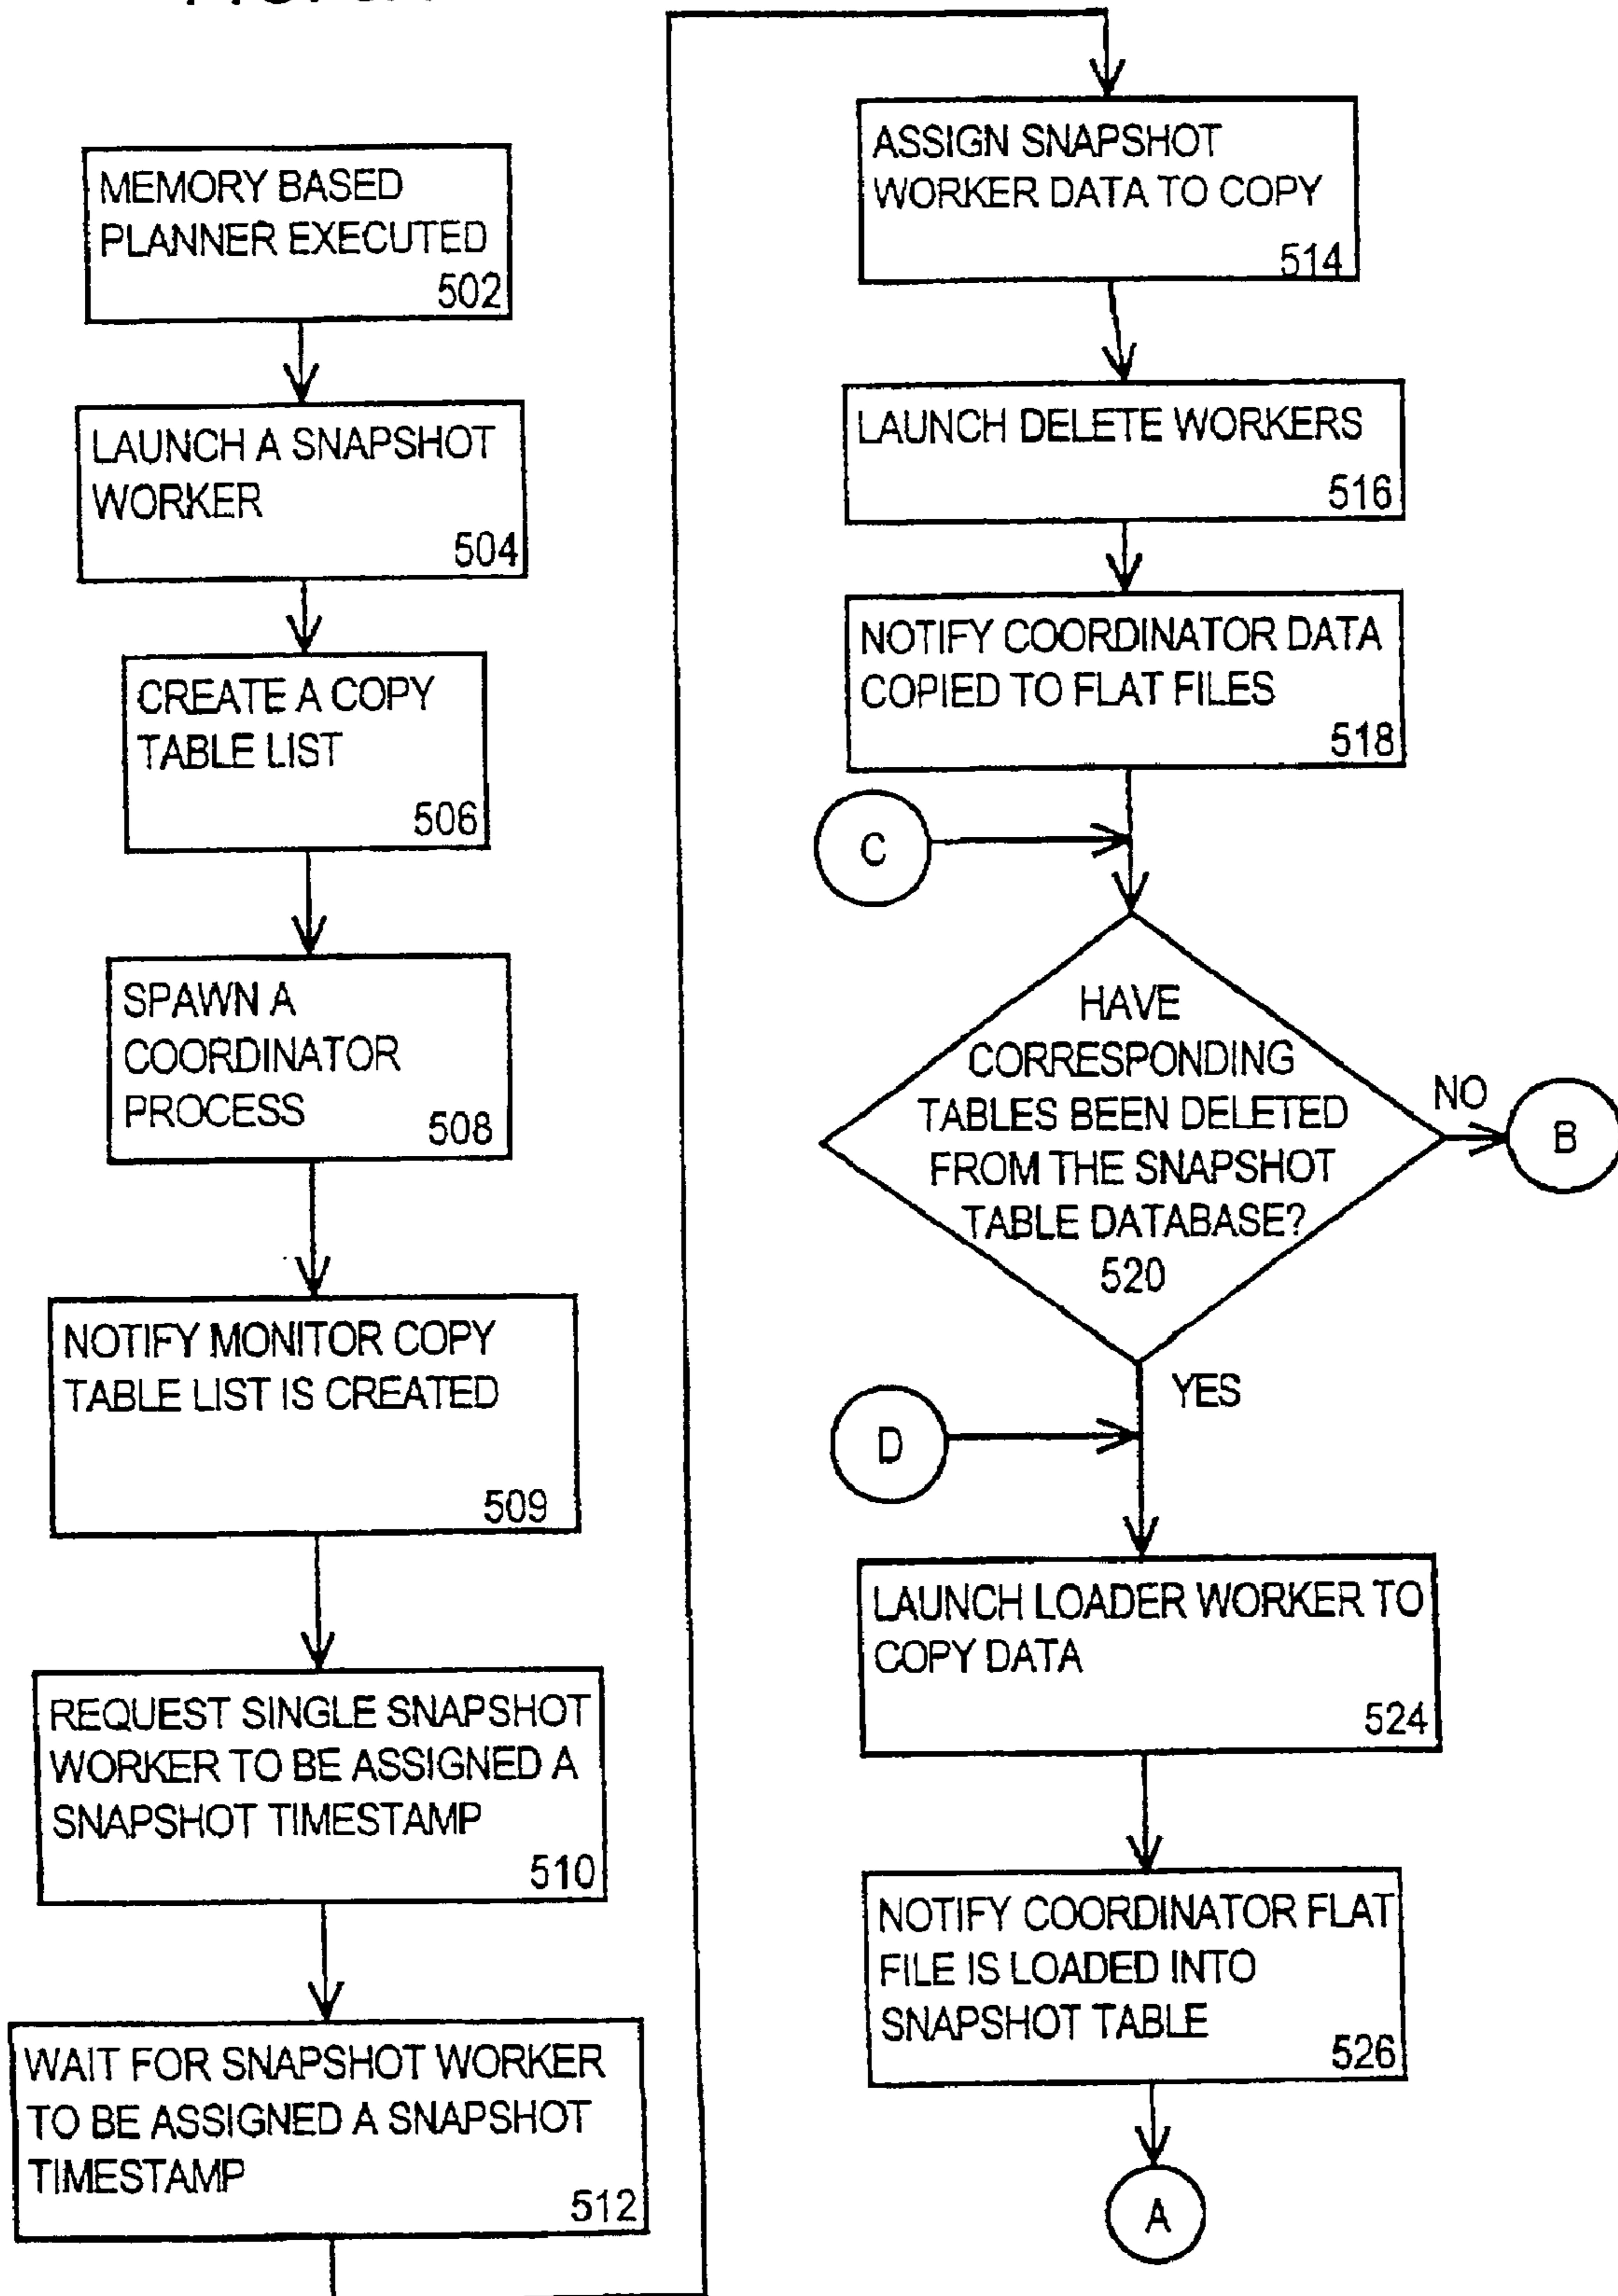 MEMORY BASED
PLANNER EXECUTED
502
LAUNCH A SNAPSHOT
WORKER
504
CREATE A COPY
TABLE LIST
506
SPAWN A
COORDINATOR
PROCESS
508
NOTIFY MONITOR COPY
TABLE LIST IS CREATED
509
REQUEST SINGLE SNAPSHOT
WORKER TO BE ASSIGNED A
SNAPSHOT TIMESTAMP
510
WAIT FOR SNAPSHOT WORKER
TO BE ASSIGNED A SNAPSHOT
TIMESTAMP
512
ASSIGN SNAPSHOT
WORKER DATA TO COPY
514
LAUNCH DELETE WORKERS
516
NOTIFY COORDINATOR DATA
COPIED TO FLAT FILES
518
C
HAVE
CORRESPONDING
TABLES BEEN DELETED
FROM THE SNAPSHOT
TABLE DATABASE?
520
NO
B
YES
D
LAUNCH LOADER WORKER TO
COPY DATA
524
NOTIFY COORDINATOR FLAT
FILE IS LOADED INTO
SNAPSHOT TABLE
526
A